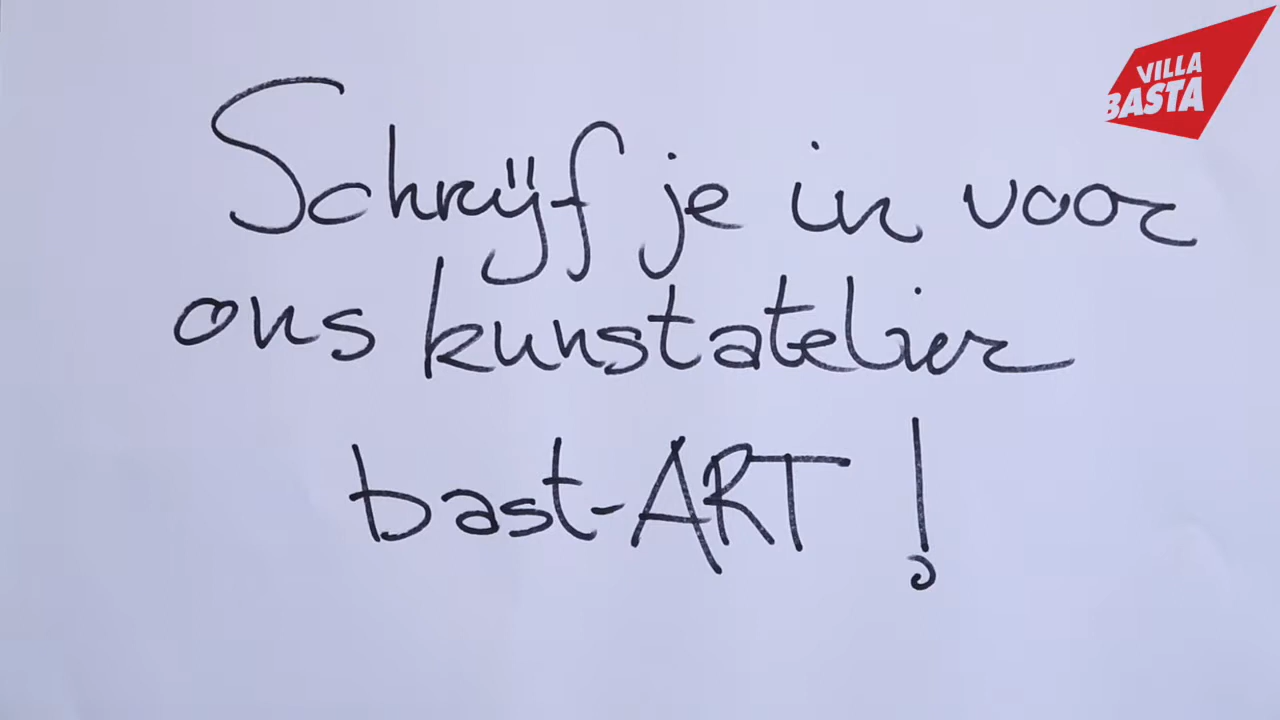 VILLA
BASTA
Schrijf je in voor
ons kunstatelier
bast-ART !